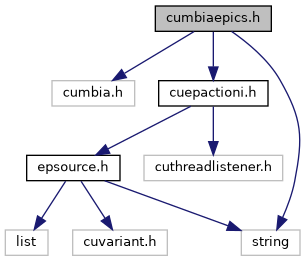 cumbiaepics.h
cumbia.h
cuepactioni.h
epsource.h
cuthreadlistener.h
list
cuvariant.h
string